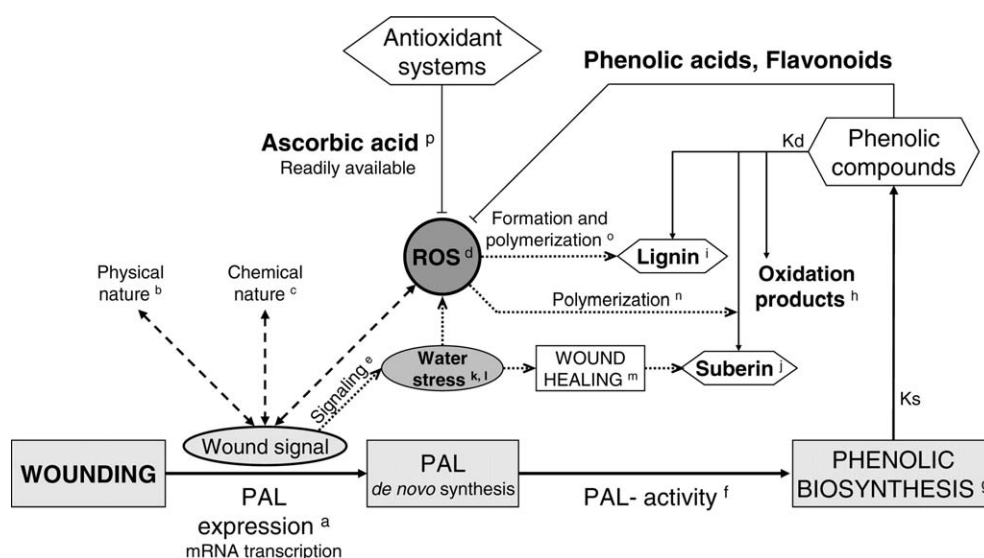 Antioxidant
systems
Phenolic acids, Flavonoids
Ascorbic acid p
Readily available
Kd
Phenolic
compounds
Formation and
polymerization o
ROS d
Lignin i
Physical
nature b
Chemical
nature c
Oxidation
products h
Polymerization n
Signaling e
Water
stress k, l
WOUND
HEALING m
Suberin j
Ks
Wound signal
WOUNDING
PAL
de novo synthesis
PHENOLIC
BIOSYNTHESIS g
PAL
expression a
mRNA transcription
PAL- activity f